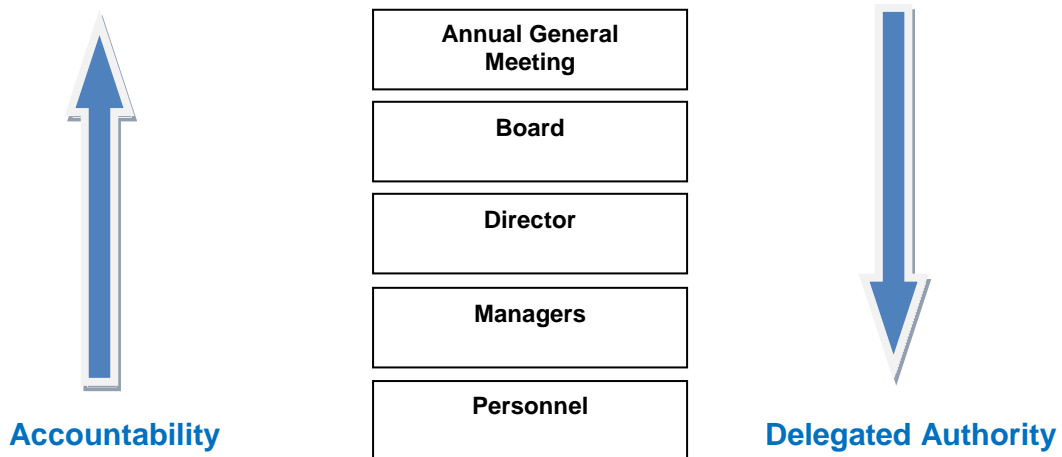 Annual General
Meeting
Board
Director
Managers
Personnel
Accountability
Delegated Authority